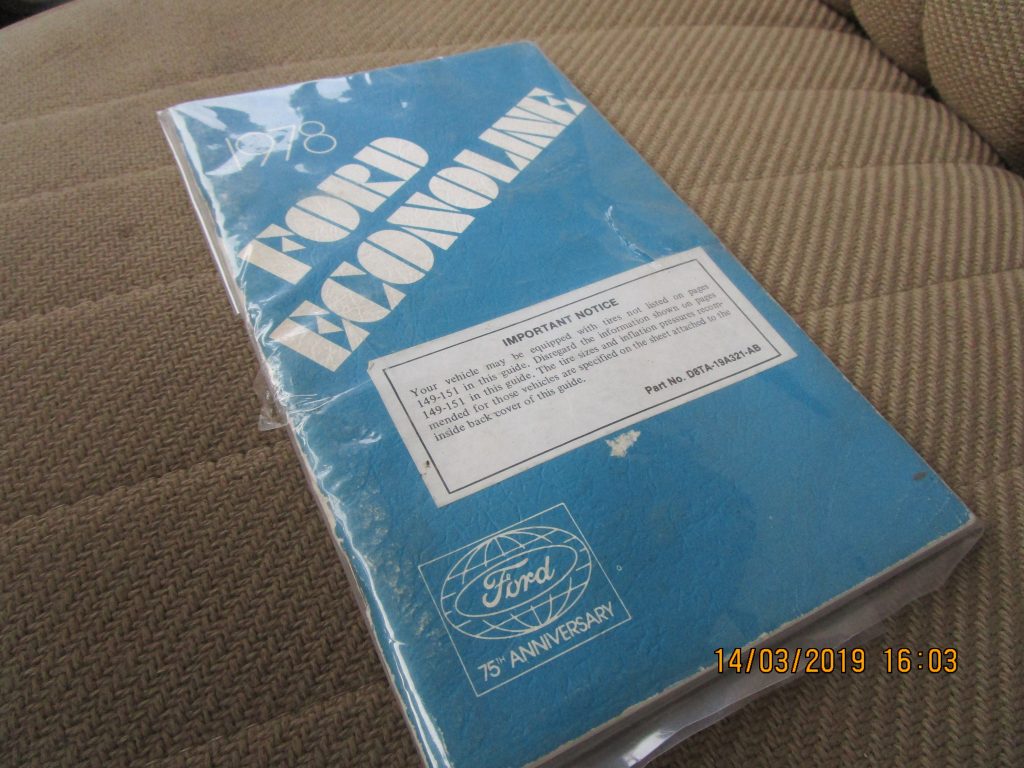 1978
FORD
ECONOLINE
IMPORTANT NOTICE
Your vehicle may be equipped with tires not listed on pages
149-151 in this guide. Disregard the information shown on pages
149-151 in this guide. The tire sizes and inflation pressures recom-
mended for those vehicles are specified on the sheet attached to the
inside back cover of this guide.
Part No. D8TA-19A321-AB
Ford
75TH ANNIVERSARY
14/03/2019 16:03